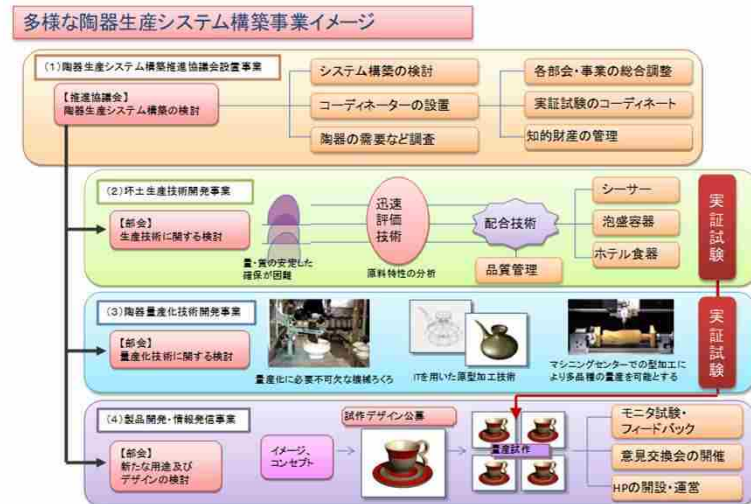 多様な陶器生産システム構築事業イメージ
(1)陶器生産システム構築推進協議会設置事業
【推進協議会】
陶器生産システム構築の検討
システム構築の検討
コーディネーターの設置
陶器の需要など調査
各部会・事業の総合調整
実証試験のコーディネート
知的財産の管理
(2)坏土生産技術開発事業
【部会】
生産技術に関する検討
量・質の安定した
確保が困難
迅速
評価
技術
原料特性の分析
配合技術
品質管理
シーサー
泡盛容器
ホテル食器
実証試験
(3)陶器量産化技術開発事業
【部会】
量産化技術に関する検討
量産化に必要不可欠な機械ろくろ
ITを用いた原型加工技術
マシニングセンターでの型加工に
より多品種の量産を可能とする
実証試験
(4)製品開発・情報発信事業
【部会】
新たな用途及び
デザインの検討
イメージ、
コンセプト
試作デザイン公募
量産試作
モニタ試験・
フィードバック
意見交換会の開催
HPの開設・運営